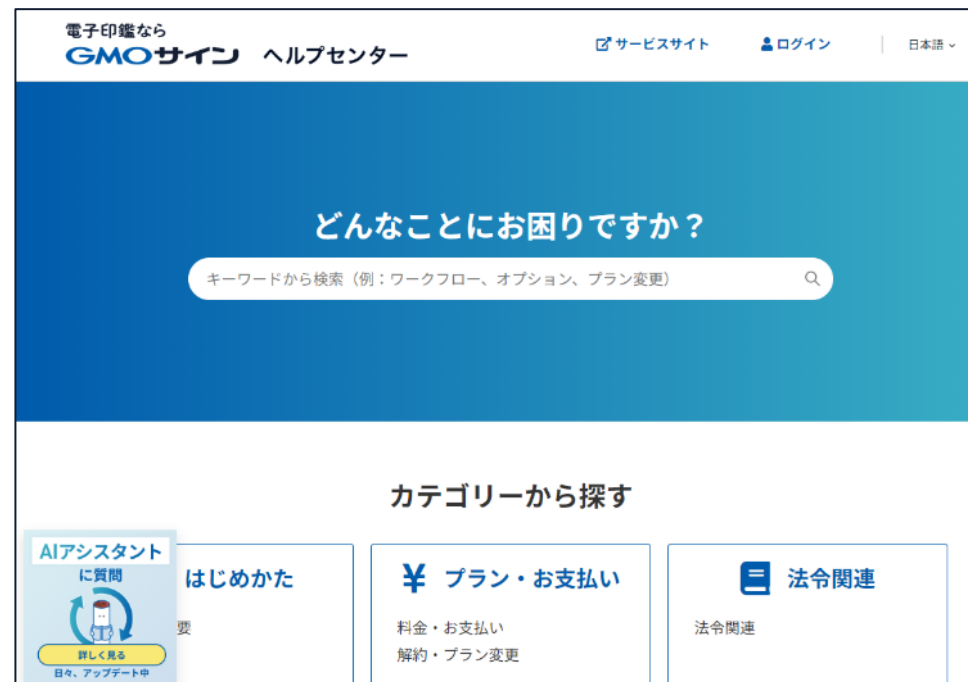 電子印鑑なら
GMOサイン ヘルプセンター
サービスサイト
ログイン
日本語
どんなことにお困りですか？
キーワードから検索（例：ワークフロー、オプション、プラン変更）
カテゴリーから探す
AIアシスタント
に質問
詳しく見る
日々、アップデート中
はじめかた
要
プラン・お支払い
料金・お支払い
解約・プラン変更
法令関連
法令関連